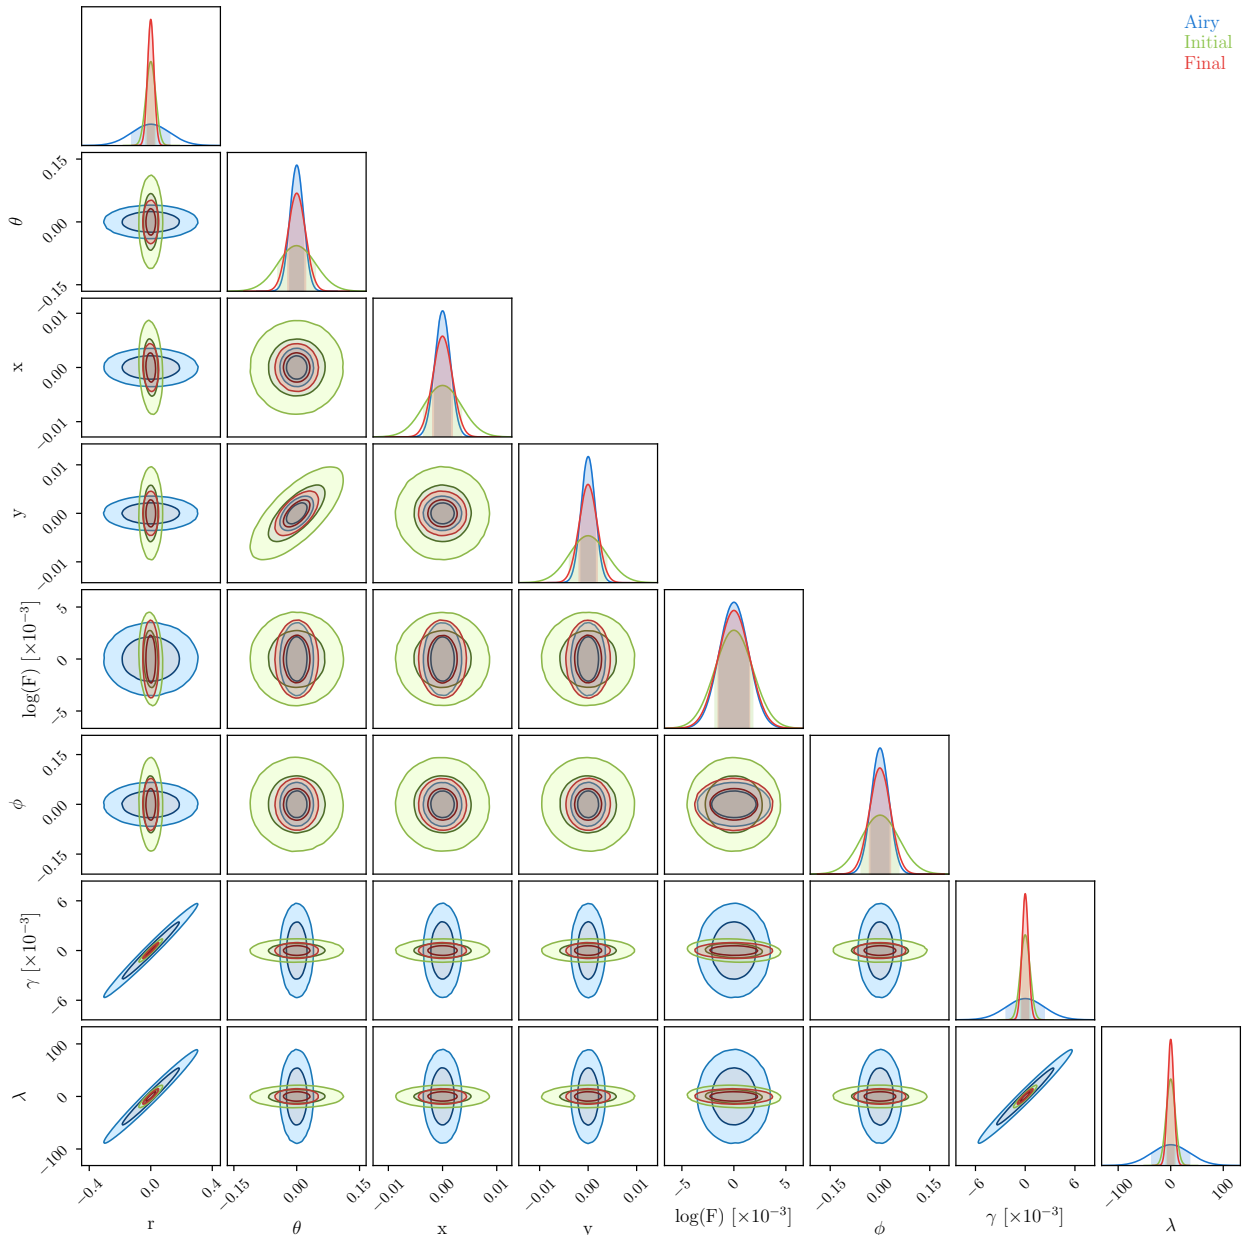 Airy
Initial
Final
0.15
0.00
−0.15
θ
0.01
0.00
−0.01
x
0.01
0.00
−0.01
y
5
0
−5
log(F) [×10⁻³]
0.15
0.00
−0.15
ϕ
6
0
−6
γ [×10⁻³]
100
0
−100
λ
−0.4 0.0 0.4
−0.15 0.00 0.15
−0.01 0.00 0.01
−0.01 0.00 0.01
−5 0 5
0.00 0.15
−6 0 6
−100 0 100
r θ x y log(F) [×10⁻³] ϕ γ [×10⁻³] λ